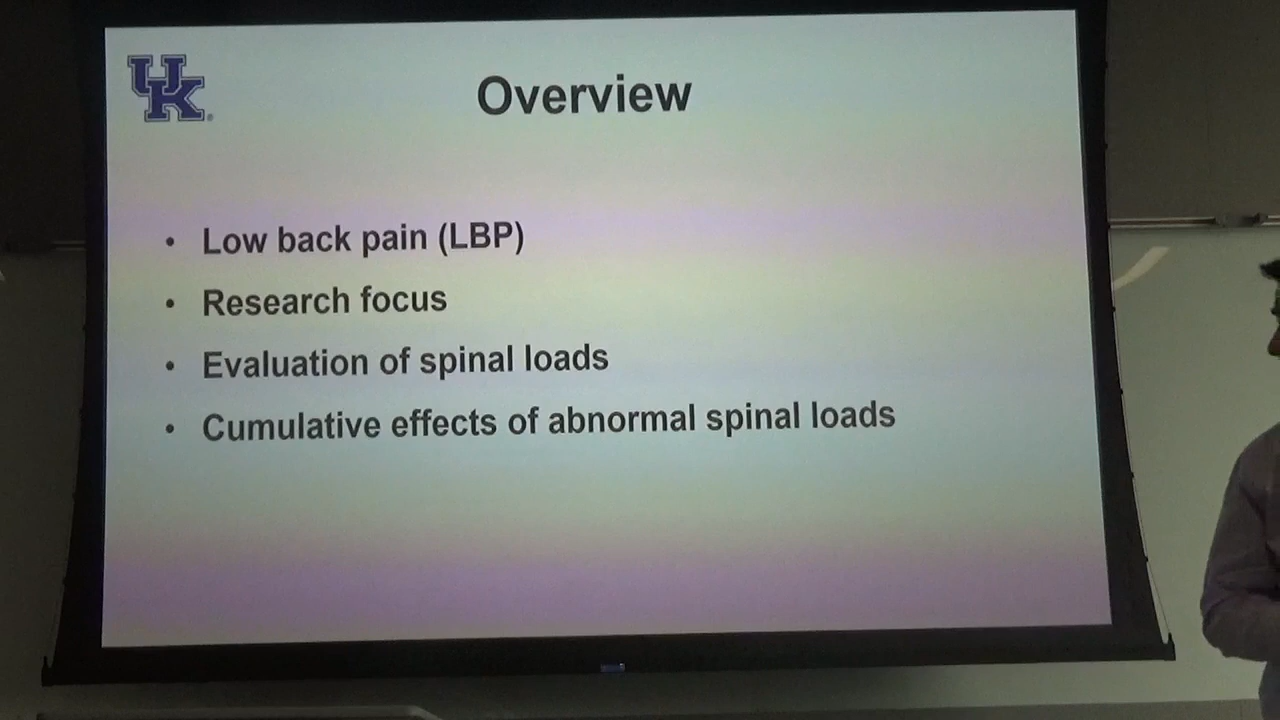 UK
Overview
• Low back pain (LBP)
• Research focus
• Evaluation of spinal loads
• Cumulative effects of abnormal spinal loads